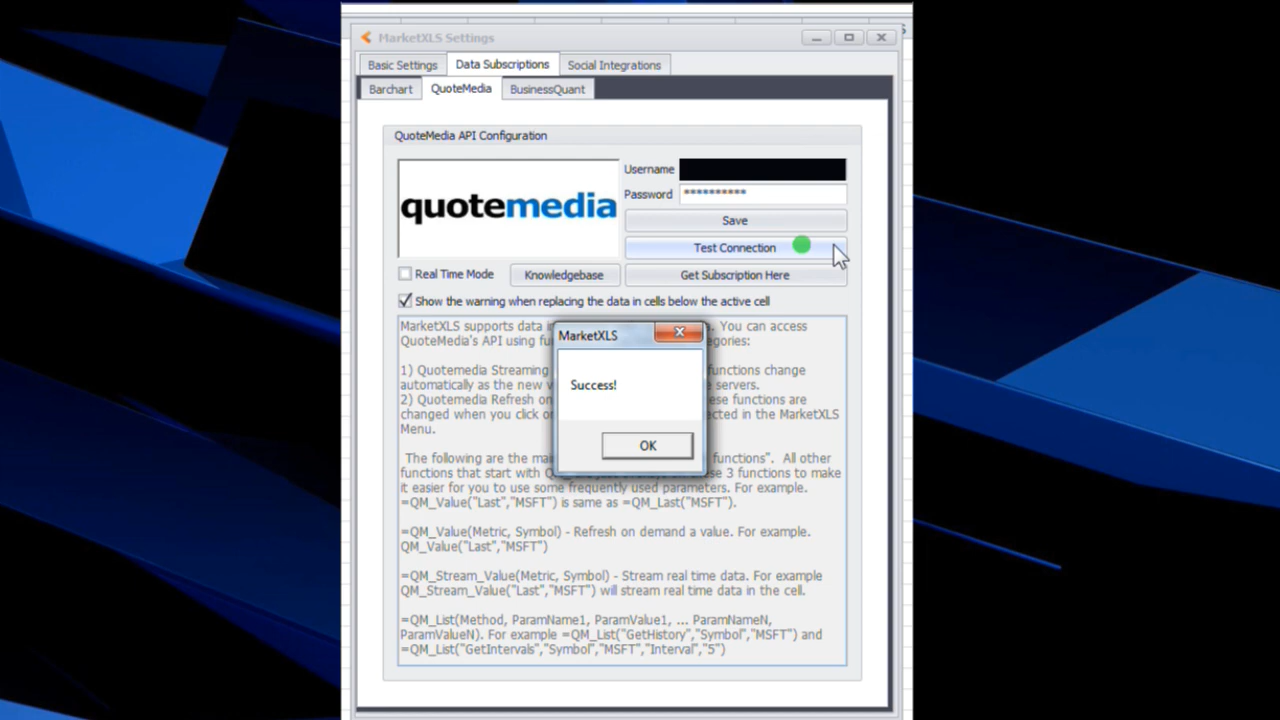 MarketXLS Settings
Basic Settings Data Subscriptions Social Integrations
Barchart QuoteMedia BusinessQuant
QuoteMedia API Configuration
quotemedia
Username
Password **********
Save
Test Connection
Real Time Mode Knowledgebase Get Subscription Here
Show the warning when replacing the data in cells below the active cell
MarketXLS supports data . You can access
QuoteMedia's API using egories:
1) Quotemedia Streaming functions change
automatically as the new servers.
2) Quotemedia Refresh on ese functions are
changed when you click on ected in the MarketXLS
Menu.
The following are the functions". All other
functions that start with 3 functions to make
it easier for you to use some frequently used parameters. For example.
=QM_Value("Last","MSFT") is same as =QM_Last("MSFT").
=QM_Value(Metric, Symbol) - Refresh on demand a value. For example.
QM_Value("Last","MSFT")
=QM_Stream_Value(Metric, Symbol) - Stream real time data. For example
QM_Stream_Value("Last","MSFT") will stream real time data in the cell.
=QM_List(Method, ParamName1, ParamValue1, ... ParamNameN,
ParamValueN). For example =QM_List("GetHistory","Symbol","MSFT") and
=QM_List("GetIntervals","Symbol","MSFT","Interval","5")
MarketXLS
Success!
OK